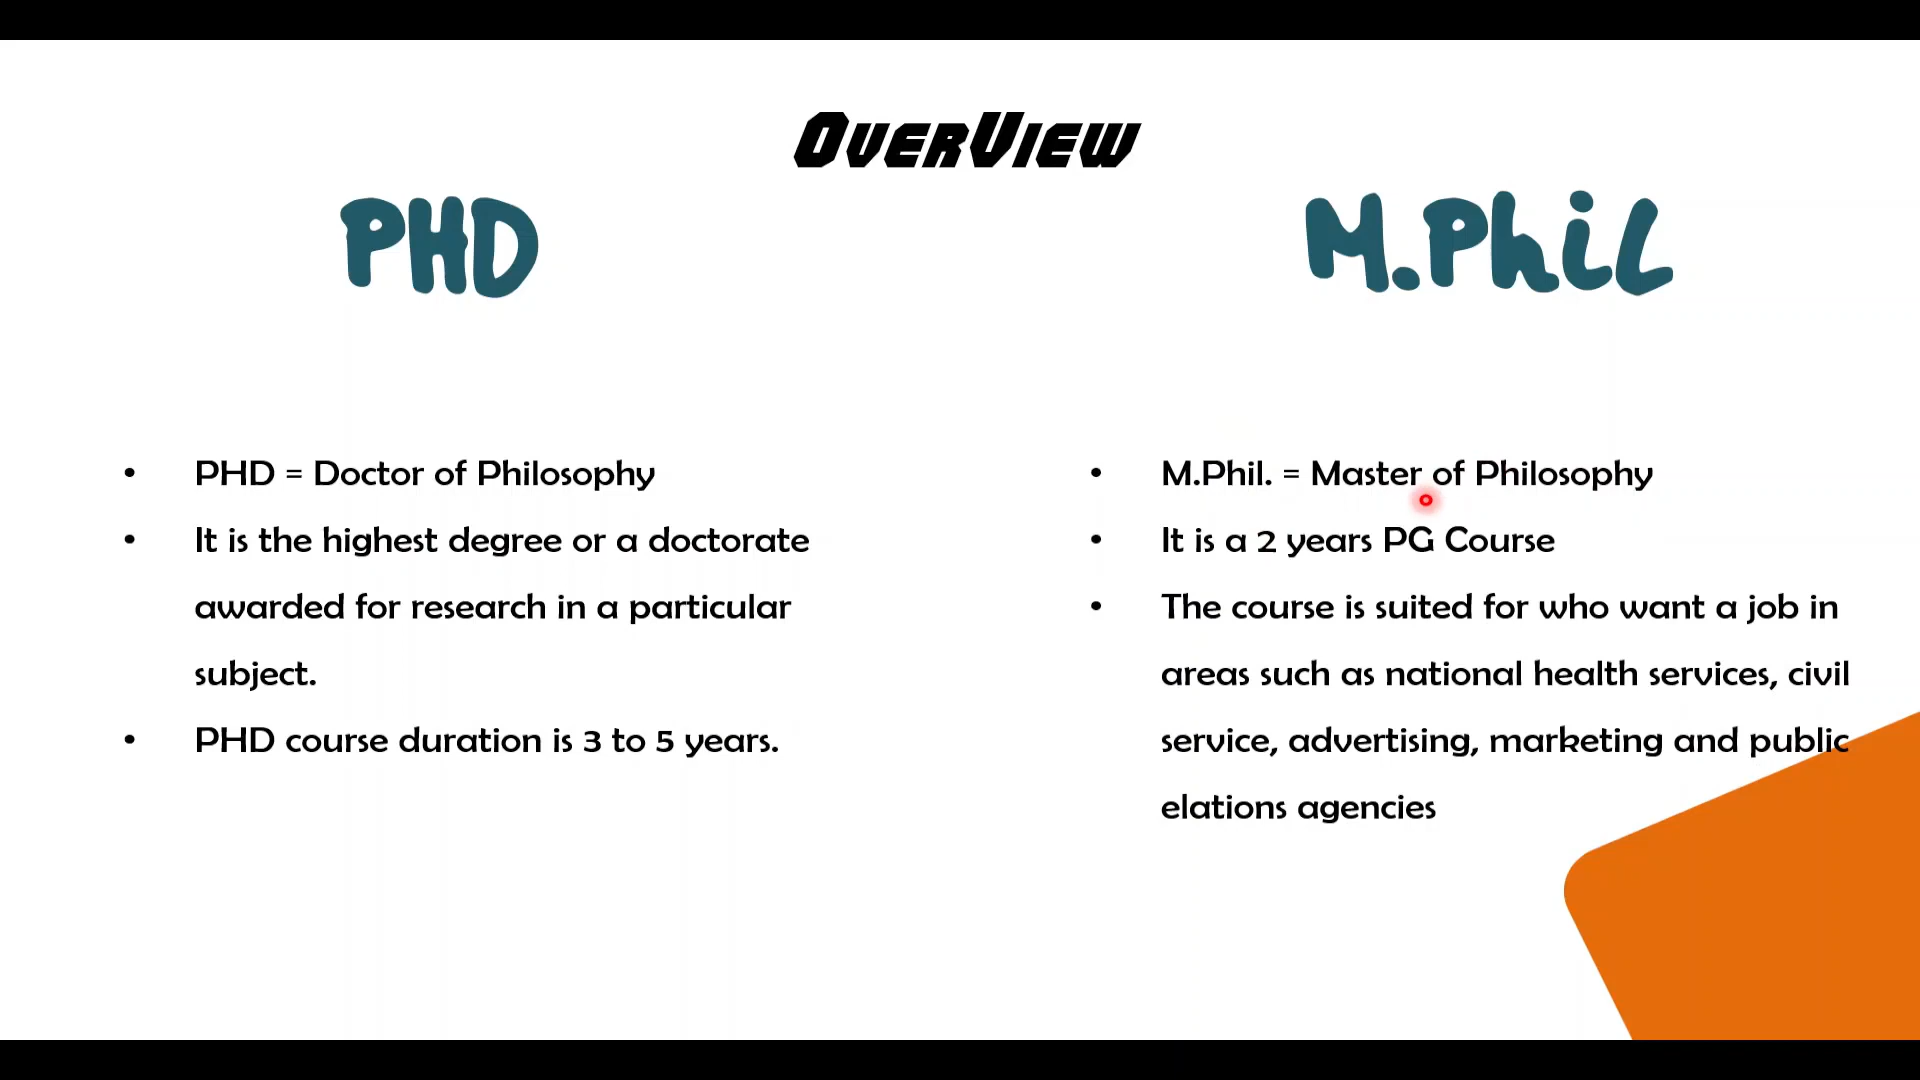 OverView
PHD
M.Phil
• PHD = Doctor of Philosophy
• It is the highest degree or a doctorate
awarded for research in a particular
subject.
• PHD course duration is 3 to 5 years.
• M.Phil. = Master of Philosophy
• It is a 2 years PG Course
• The course is suited for who want a job in
areas such as national health services, civil
service, advertising, marketing and public
elations agencies